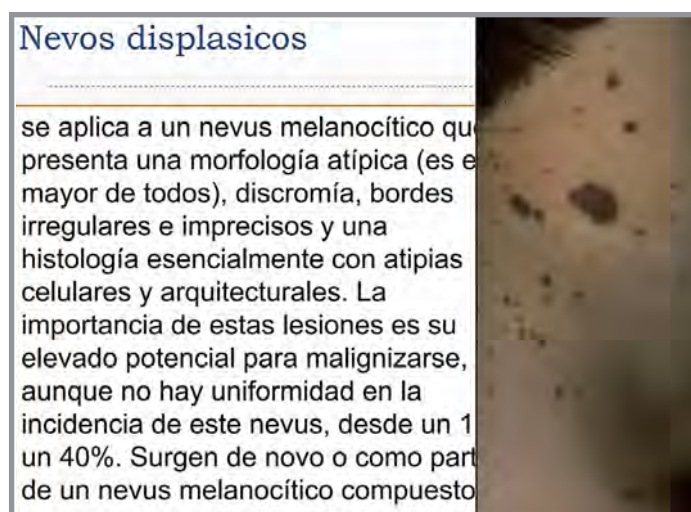 Nevos displasicos
se aplica a un nevus melanocítico qu
presenta una morfología atípica (es e
mayor de todos), discromía, bordes
irregulares e imprecisos y una
histología esencialmente con atipias
celulares y arquitecturales. La
importancia de estas lesiones es su
elevado potencial para malignizarse,
aunque no hay uniformidad en la
incidencia de este nevus, desde un 1
un 40%. Surgen de novo o como part
de un nevus melanocítico compuesto